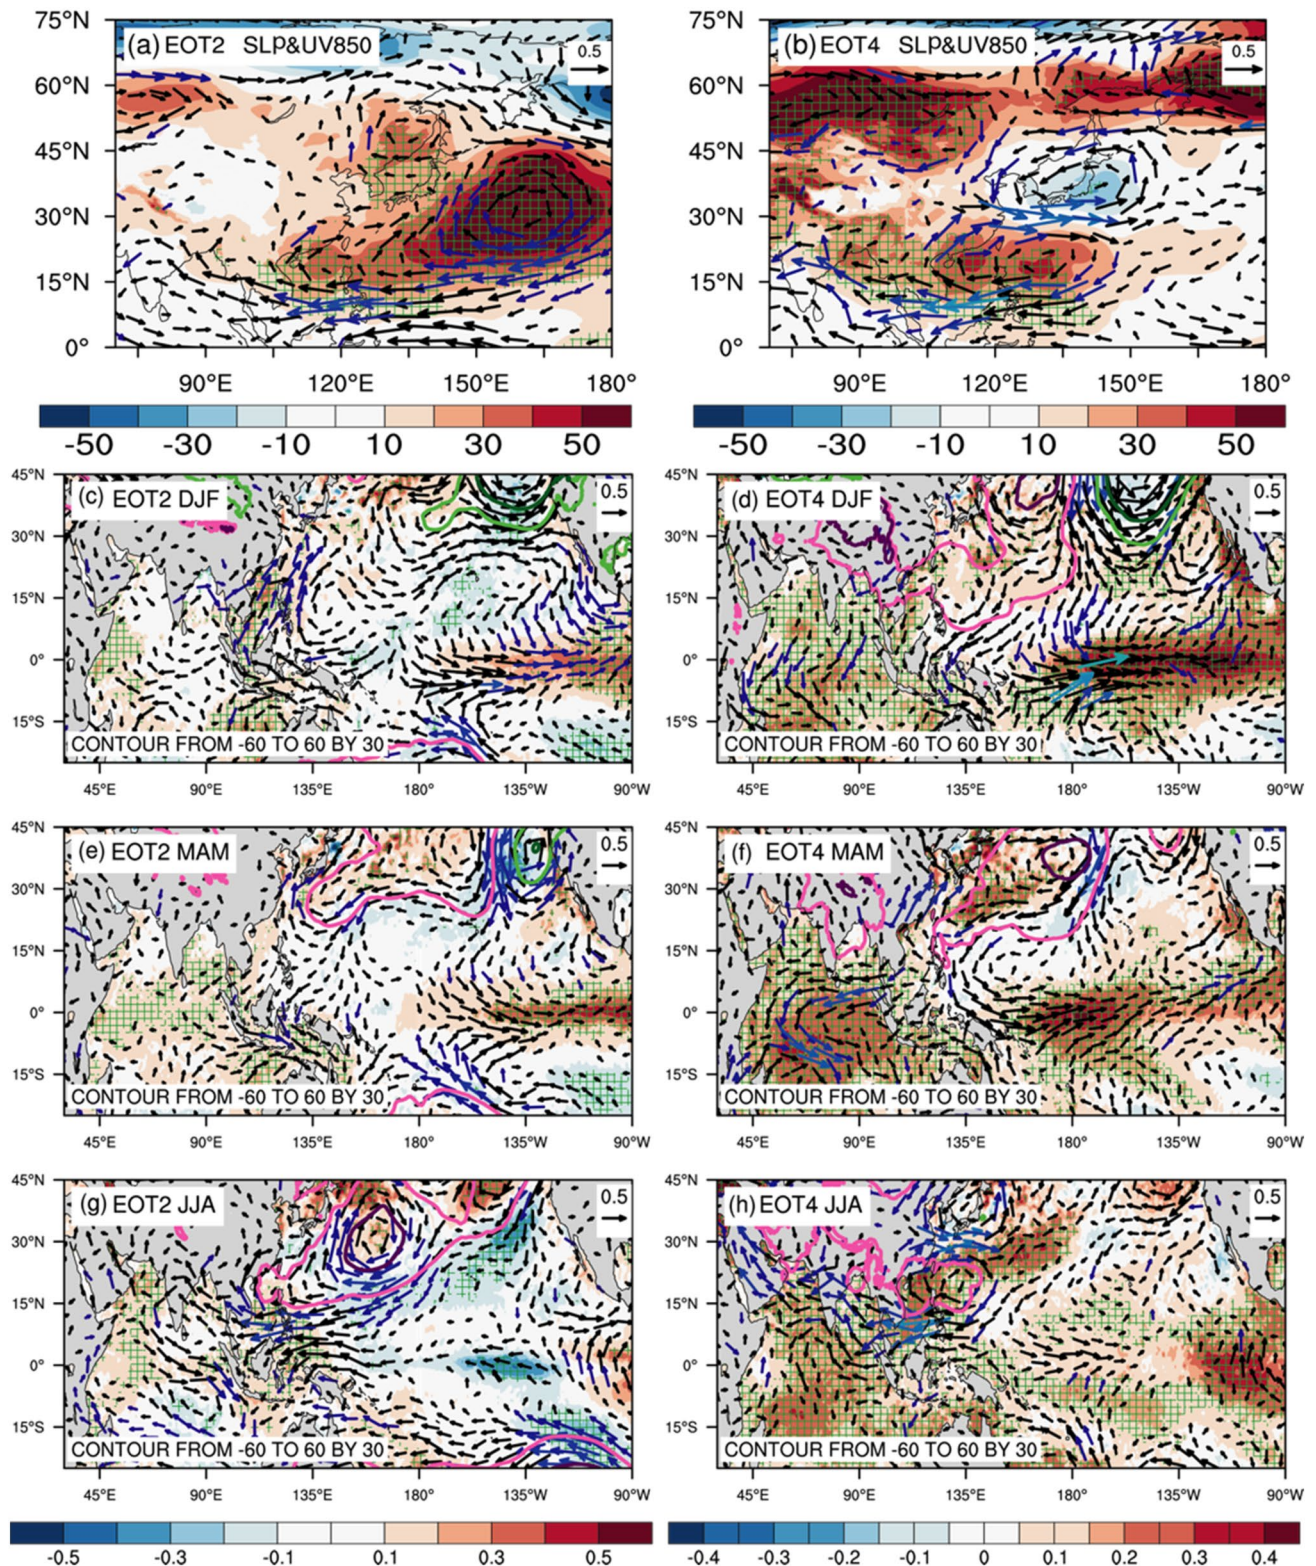 75°N
60°N
45°N
30°N
15°N
0°
(a) EOT2 SLP&UV850
0.5
90°E 120°E 150°E 180°
-50 -30 -10 10 30 50
75°N
60°N
45°N
30°N
15°N
0°
(b) EOT4 SLP&UV850
0.5
90°E 120°E 150°E 180°
-50 -30 -10 10 30 50
45°N
30°N
15°N
0°
15°S
(c) EOT2 DJF
0.5
CONTOUR FROM -60 TO 60 BY 30
45°E 90°E 135°E 180° 135°W 90°W
45°N
30°N
15°N
0°
15°S
(d) EOT4 DJF
0.5
CONTOUR FROM -60 TO 60 BY 30
45°E 90°E 135°E 180° 135°W 90°W
45°N
30°N
15°N
0°
15°S
(e) EOT2 MAM
0.5
CONTOUR FROM -60 TO 60 BY 30
45°E 90°E 135°E 180° 135°W 90°W
45°N
30°N
15°N
0°
15°S
(f) EOT4 MAM
0.5
CONTOUR FROM -60 TO 60 BY 30
45°E 90°E 135°E 180° 135°W 90°W
45°N
30°N
15°N
0°
15°S
(g) EOT2 JJA
0.5
CONTOUR FROM -60 TO 60 BY 30
45°E 90°E 135°E 180° 135°W 90°W
-0.5 -0.3 -0.1 0.1 0.3 0.5
45°N
30°N
15°N
0°
15°S
(h) EOT4 JJA
0.5
CONTOUR FROM -60 TO 60 BY 30
45°E 90°E 135°E 180° 135°W 90°W
-0.4 -0.3 -0.2 -0.1 0 0.1 0.2 0.3 0.4